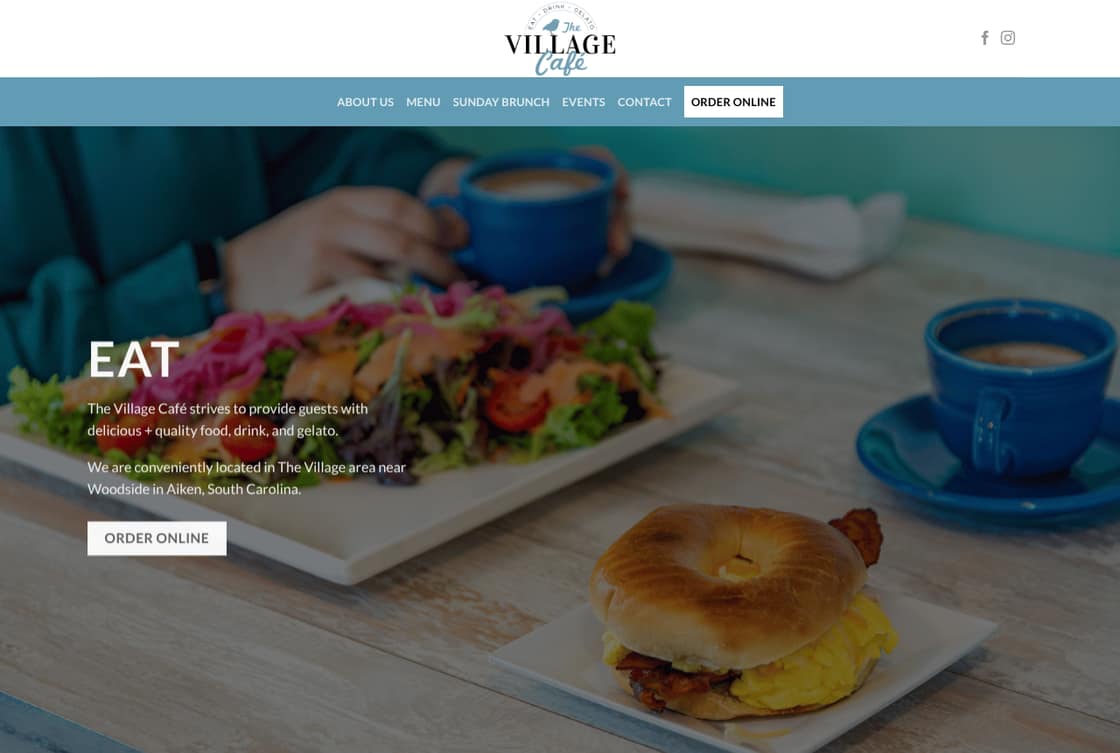 EAT · DRINK · GELATO
The
VILLAGE
Café
ABOUT US MENU SUNDAY BRUNCH EVENTS CONTACT ORDER ONLINE
EAT
The Village Café strives to provide guests with
delicious + quality food, drink, and gelato.
We are conveniently located in The Village area near
Woodside in Aiken, South Carolina.
ORDER ONLINE